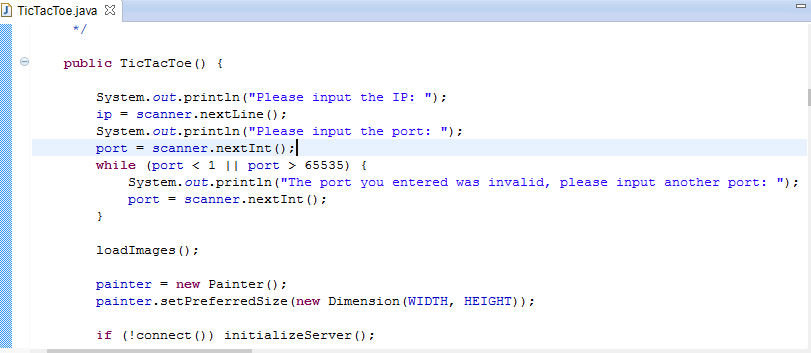 TicTacToe.java
*/
public TicTacToe() {
System.out.println("Please input the IP: ");
ip = scanner.nextLine();
System.out.println("Please input the port: ");
port = scanner.nextInt();
while (port < 1 || port > 65535) {
System.out.println("The port you entered was invalid, please input another port: ");
port = scanner.nextInt();
}
loadImages();
painter = new Painter();
painter.setPreferredSize(new Dimension(WIDTH, HEIGHT));
if (!connect()) initializeServer();